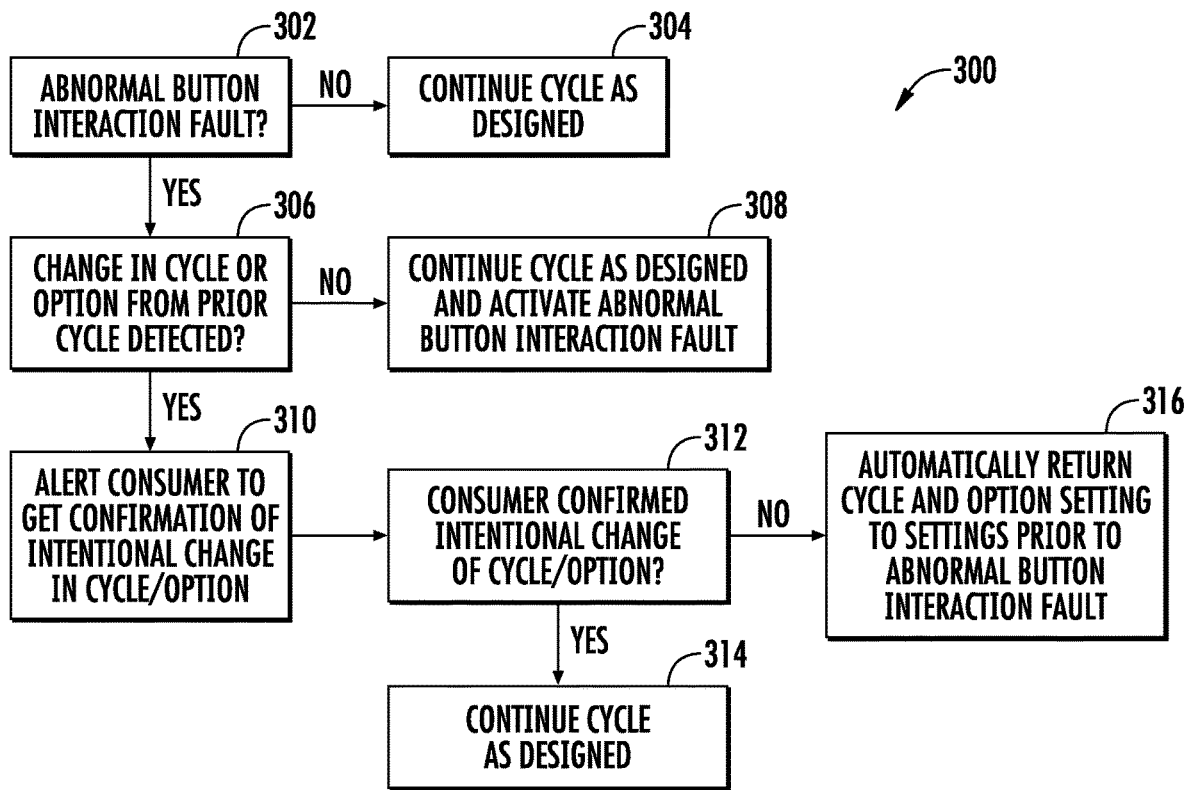 302
ABNORMAL BUTTON
INTERACTION FAULT?
NO
304
CONTINUE CYCLE AS
DESIGNED
300
YES
306
CHANGE IN CYCLE OR
OPTION FROM PRIOR
CYCLE DETECTED?
NO
308
CONTINUE CYCLE AS DESIGNED
AND ACTIVATE ABNORMAL
BUTTON INTERACTION FAULT
YES
310
ALERT CONSUMER TO
GET CONFIRMATION OF
INTENTIONAL CHANGE
IN CYCLE/OPTION
312
CONSUMER CONFIRMED
INTENTIONAL CHANGE
OF CYCLE/OPTION?
NO
316
AUTOMATICALLY RETURN
CYCLE AND OPTION SETTING
TO SETTINGS PRIOR TO
ABNORMAL BUTTON
INTERACTION FAULT
YES
314
CONTINUE CYCLE
AS DESIGNED